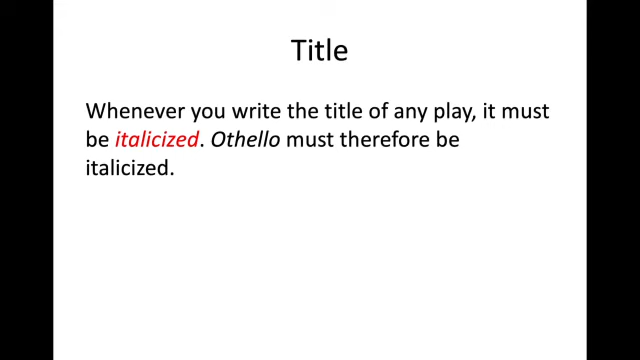 Title
Whenever you write the title of any play, it must
be italicized. Othello must therefore be
italicized.